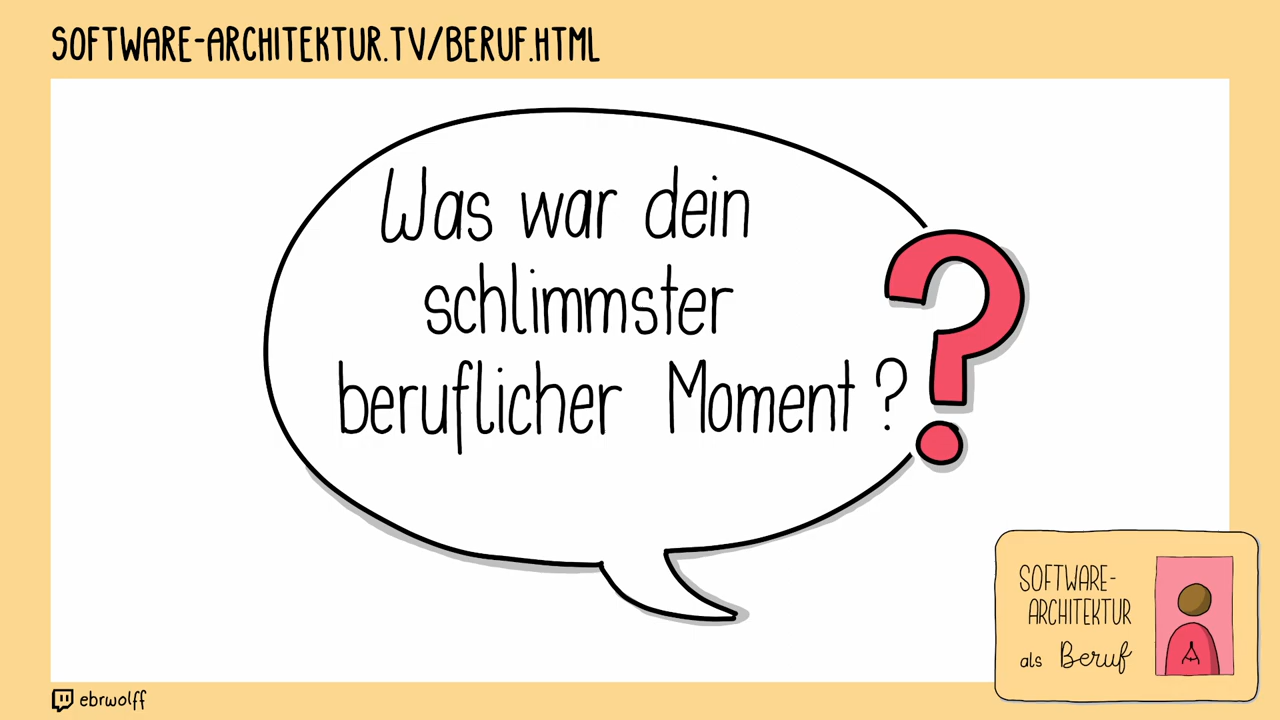 SOFTWARE-ARCHITEKTUR.TV/BERUF.HTML
Was war dein
schlimmster
beruflicher Moment ?
?
SOFTWARE-
ARCHITEKTUR
als Beruf
ebrwolff